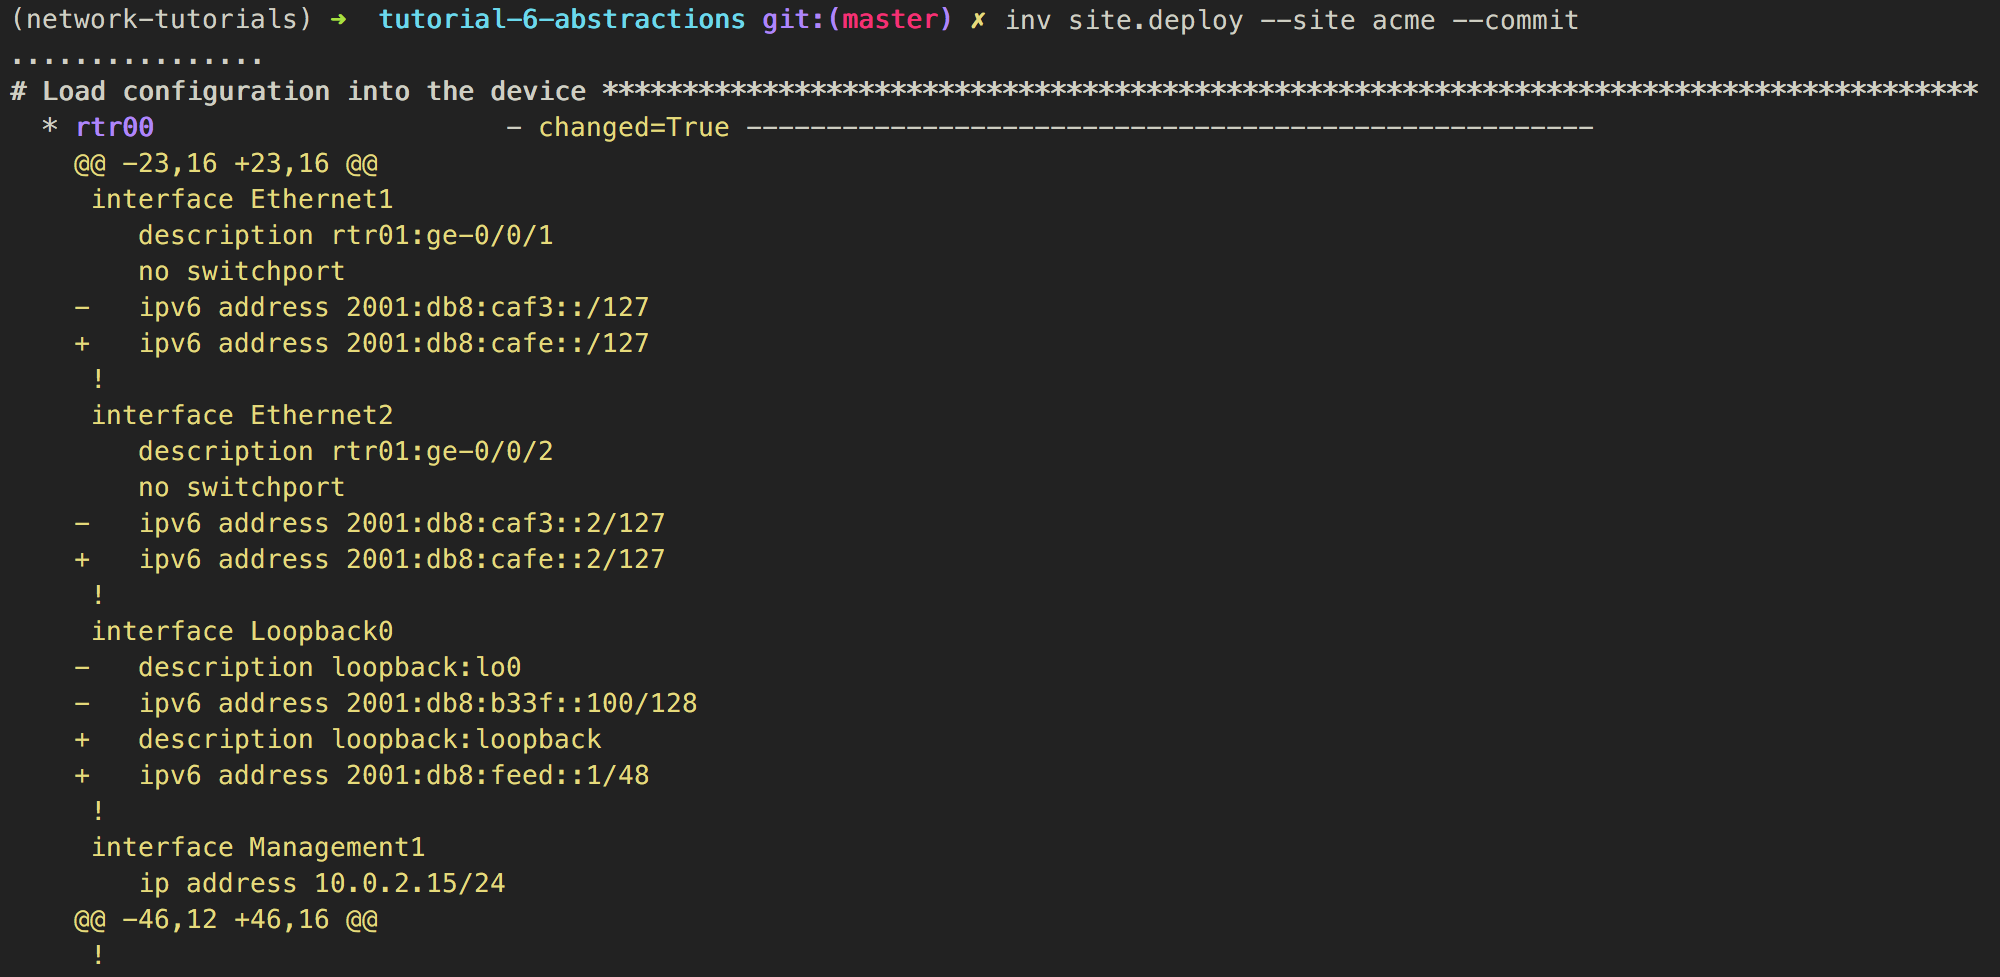 (network-tutorials) ➜  tutorial-6-abstractions git:(master) ✗ inv site.deploy --site acme --commit
................
# Load configuration into the device **************************************************************************************
  * rtr00                      - changed=True -----------------------------------------------------
    @@ -23,16 +23,16 @@
     interface Ethernet1
        description rtr01:ge-0/0/1
        no switchport
    -   ipv6 address 2001:db8:caf3::/127
    +   ipv6 address 2001:db8:cafe::/127
     !
     interface Ethernet2
        description rtr01:ge-0/0/2
        no switchport
    -   ipv6 address 2001:db8:caf3::2/127
    +   ipv6 address 2001:db8:cafe::2/127
     !
     interface Loopback0
    -   description loopback:lo0
    -   ipv6 address 2001:db8:b33f::100/128
    +   description loopback:loopback
    +   ipv6 address 2001:db8:feed::1/48
     !
     interface Management1
        ip address 10.0.2.15/24
    @@ -46,12 +46,16 @@
     !